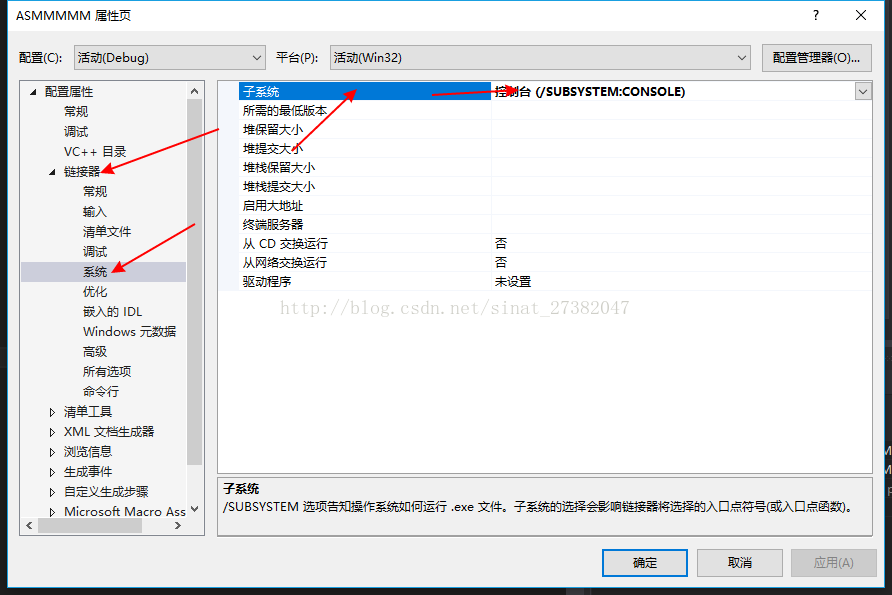 ASMMMMM 属性页
? 
配置(C): 活动(Debug) 平台(P): 活动(Win32) 配置管理器(O)...
配置属性
常规
调试
VC++ 目录
链接器
常规
输入
清单文件
调试
系统
优化
嵌入的 IDL
Windows 元数据
高级
所有选项
命令行
清单工具
XML 文档生成器
浏览信息
生成事件
自定义生成步骤
Microsoft Macro Ass
子系统 控制台 (/SUBSYSTEM:CONSOLE)
所需的最低版本
堆保留大小
堆提交大小
堆栈保留大小
堆栈提交大小
启用大地址
终端服务器
从 CD 交换运行 否
从网络交换运行 否
驱动程序 未设置
http://blog.csdn.net/sinat_27382047
子系统
/SUBSYSTEM 选项告知操作系统如何运行 .exe 文件。子系统的选择会影响链接器将选择的入口点符号(或入口点函数)。
确定 取消 应用(A)